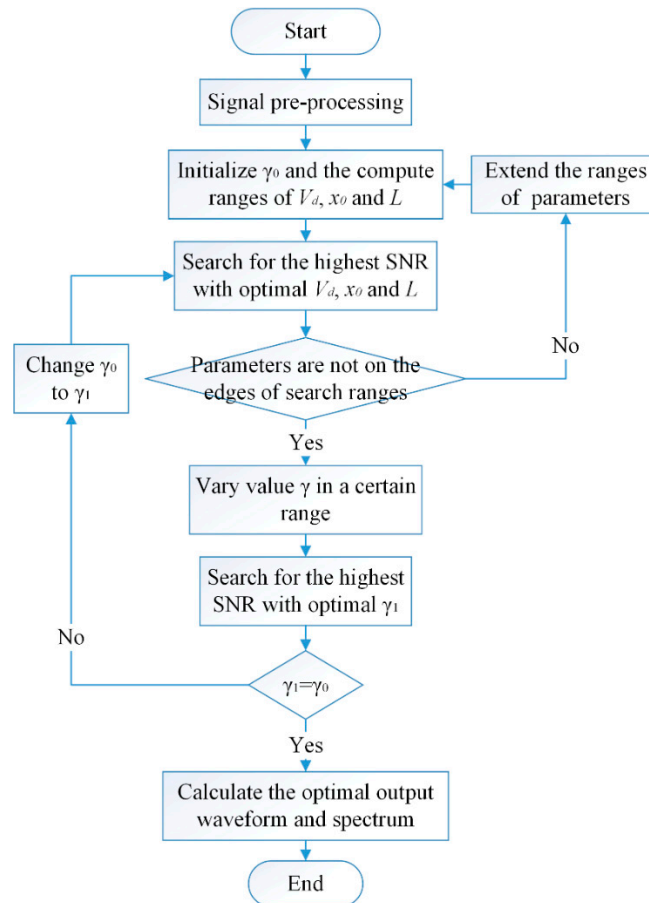 Start
Signal pre-processing
Initialize γ₀ and the compute
ranges of V_d, x₀ and L
Extend the ranges
of parameters
Search for the highest SNR
with optimal V_d, x₀ and L
Change γ₀
to γ₁
Parameters are not on the
edges of search ranges
No
Yes
Vary value γ in a certain
range
Search for the highest
SNR with optimal γ₁
No
γ₁=γ₀
Yes
Calculate the optimal output
waveform and spectrum
End